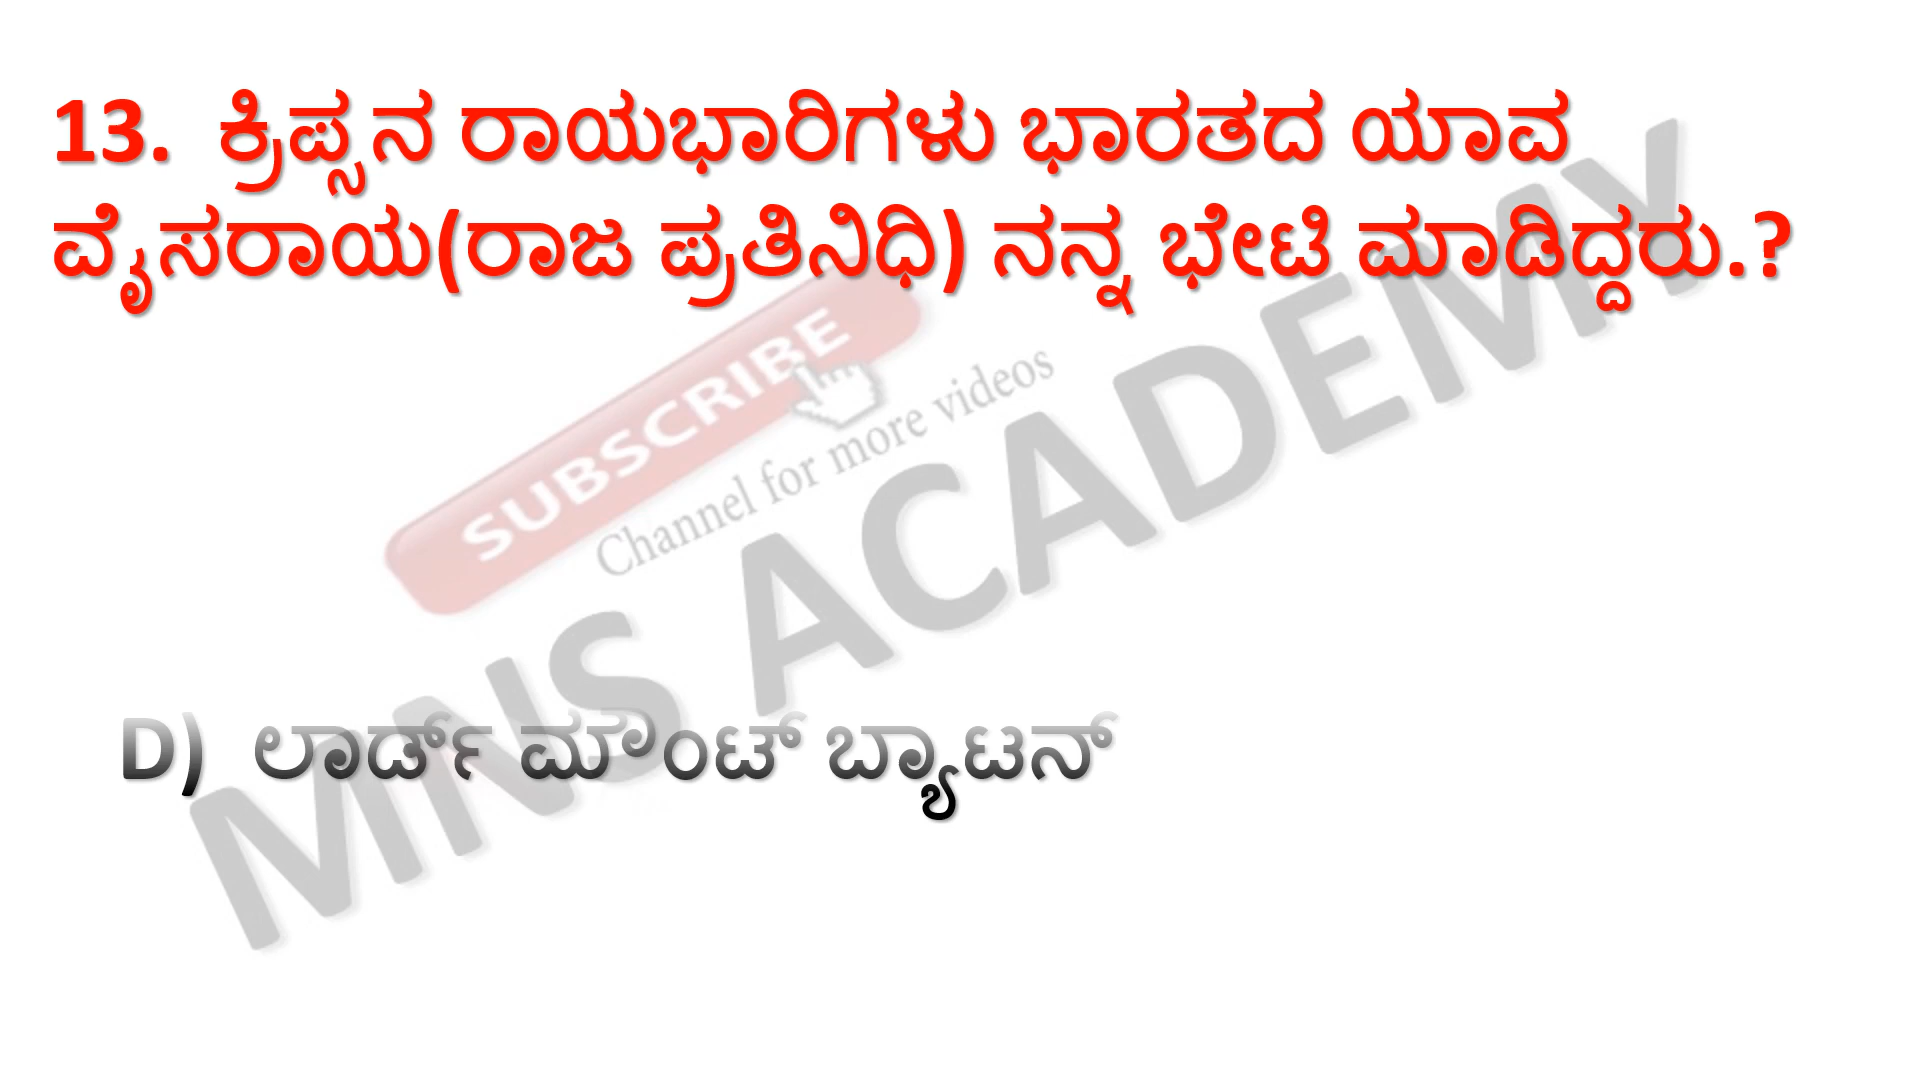 13. ಕ್ರಿಪ್ಸನ ರಾಯಭಾರಿಗಳು ಭಾರತದ ಯಾವ
ವೈಸರಾಯ(ರಾಜ ಪ್ರತಿನಿಧಿ) ನನ್ನ ಭೇಟಿ ಮಾಡಿದ್ದರು.?
SUBSCRIBE
Channel for more videos
MNS ACADEMY
D) ಲಾರ್ಡ್ ಮೌಂಟ್ ಬ್ಯಾಟನ್